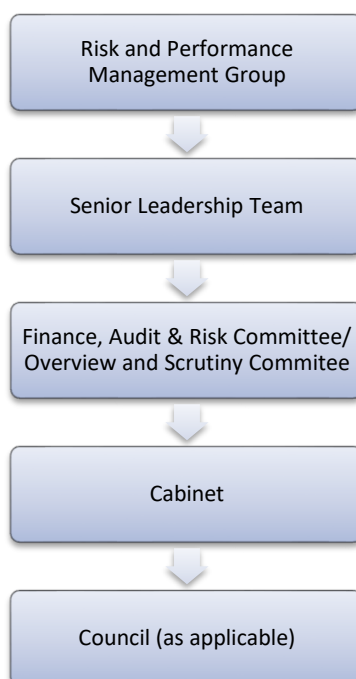 Risk and Performance
Management Group
Senior Leadership Team
Finance, Audit & Risk Committee/
Overview and Scrutiny Commitee
Cabinet
Council (as applicable)